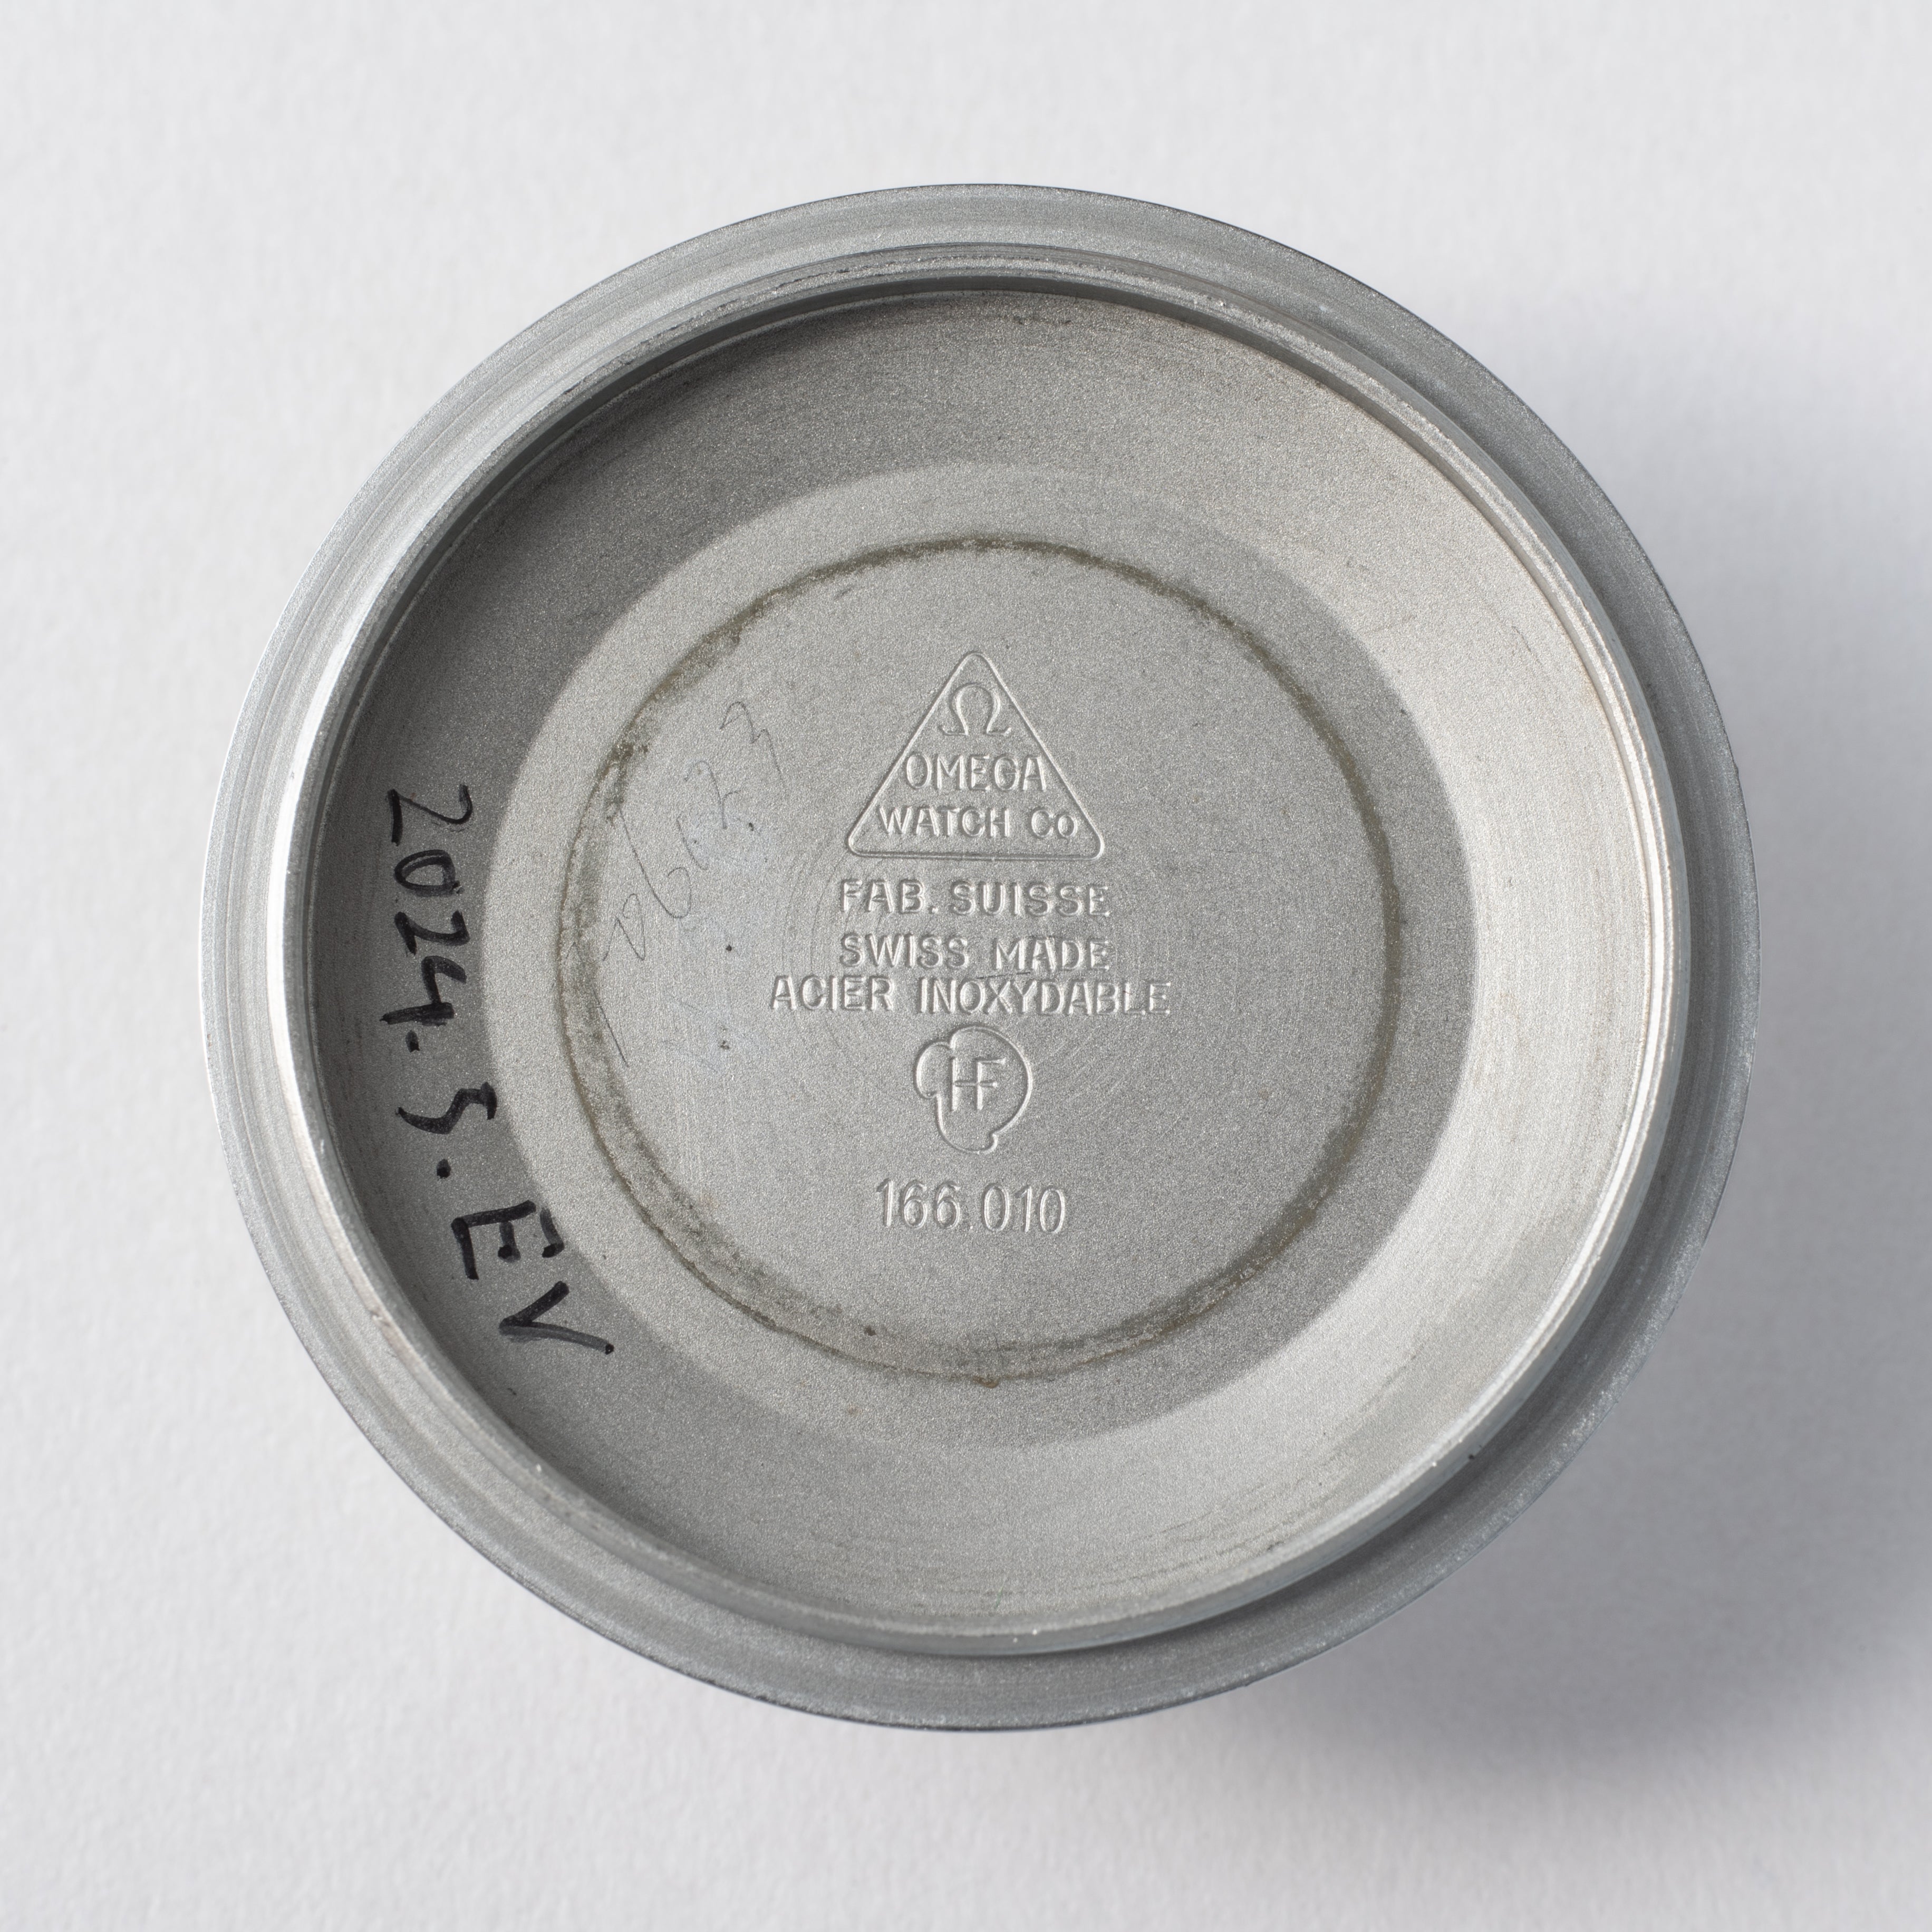 Ω
OMEGA
WATCH Co
FAB. SUISSE
SWISS MADE
ACIER INOXYDABLE
HF
166.010
2024.5.EV